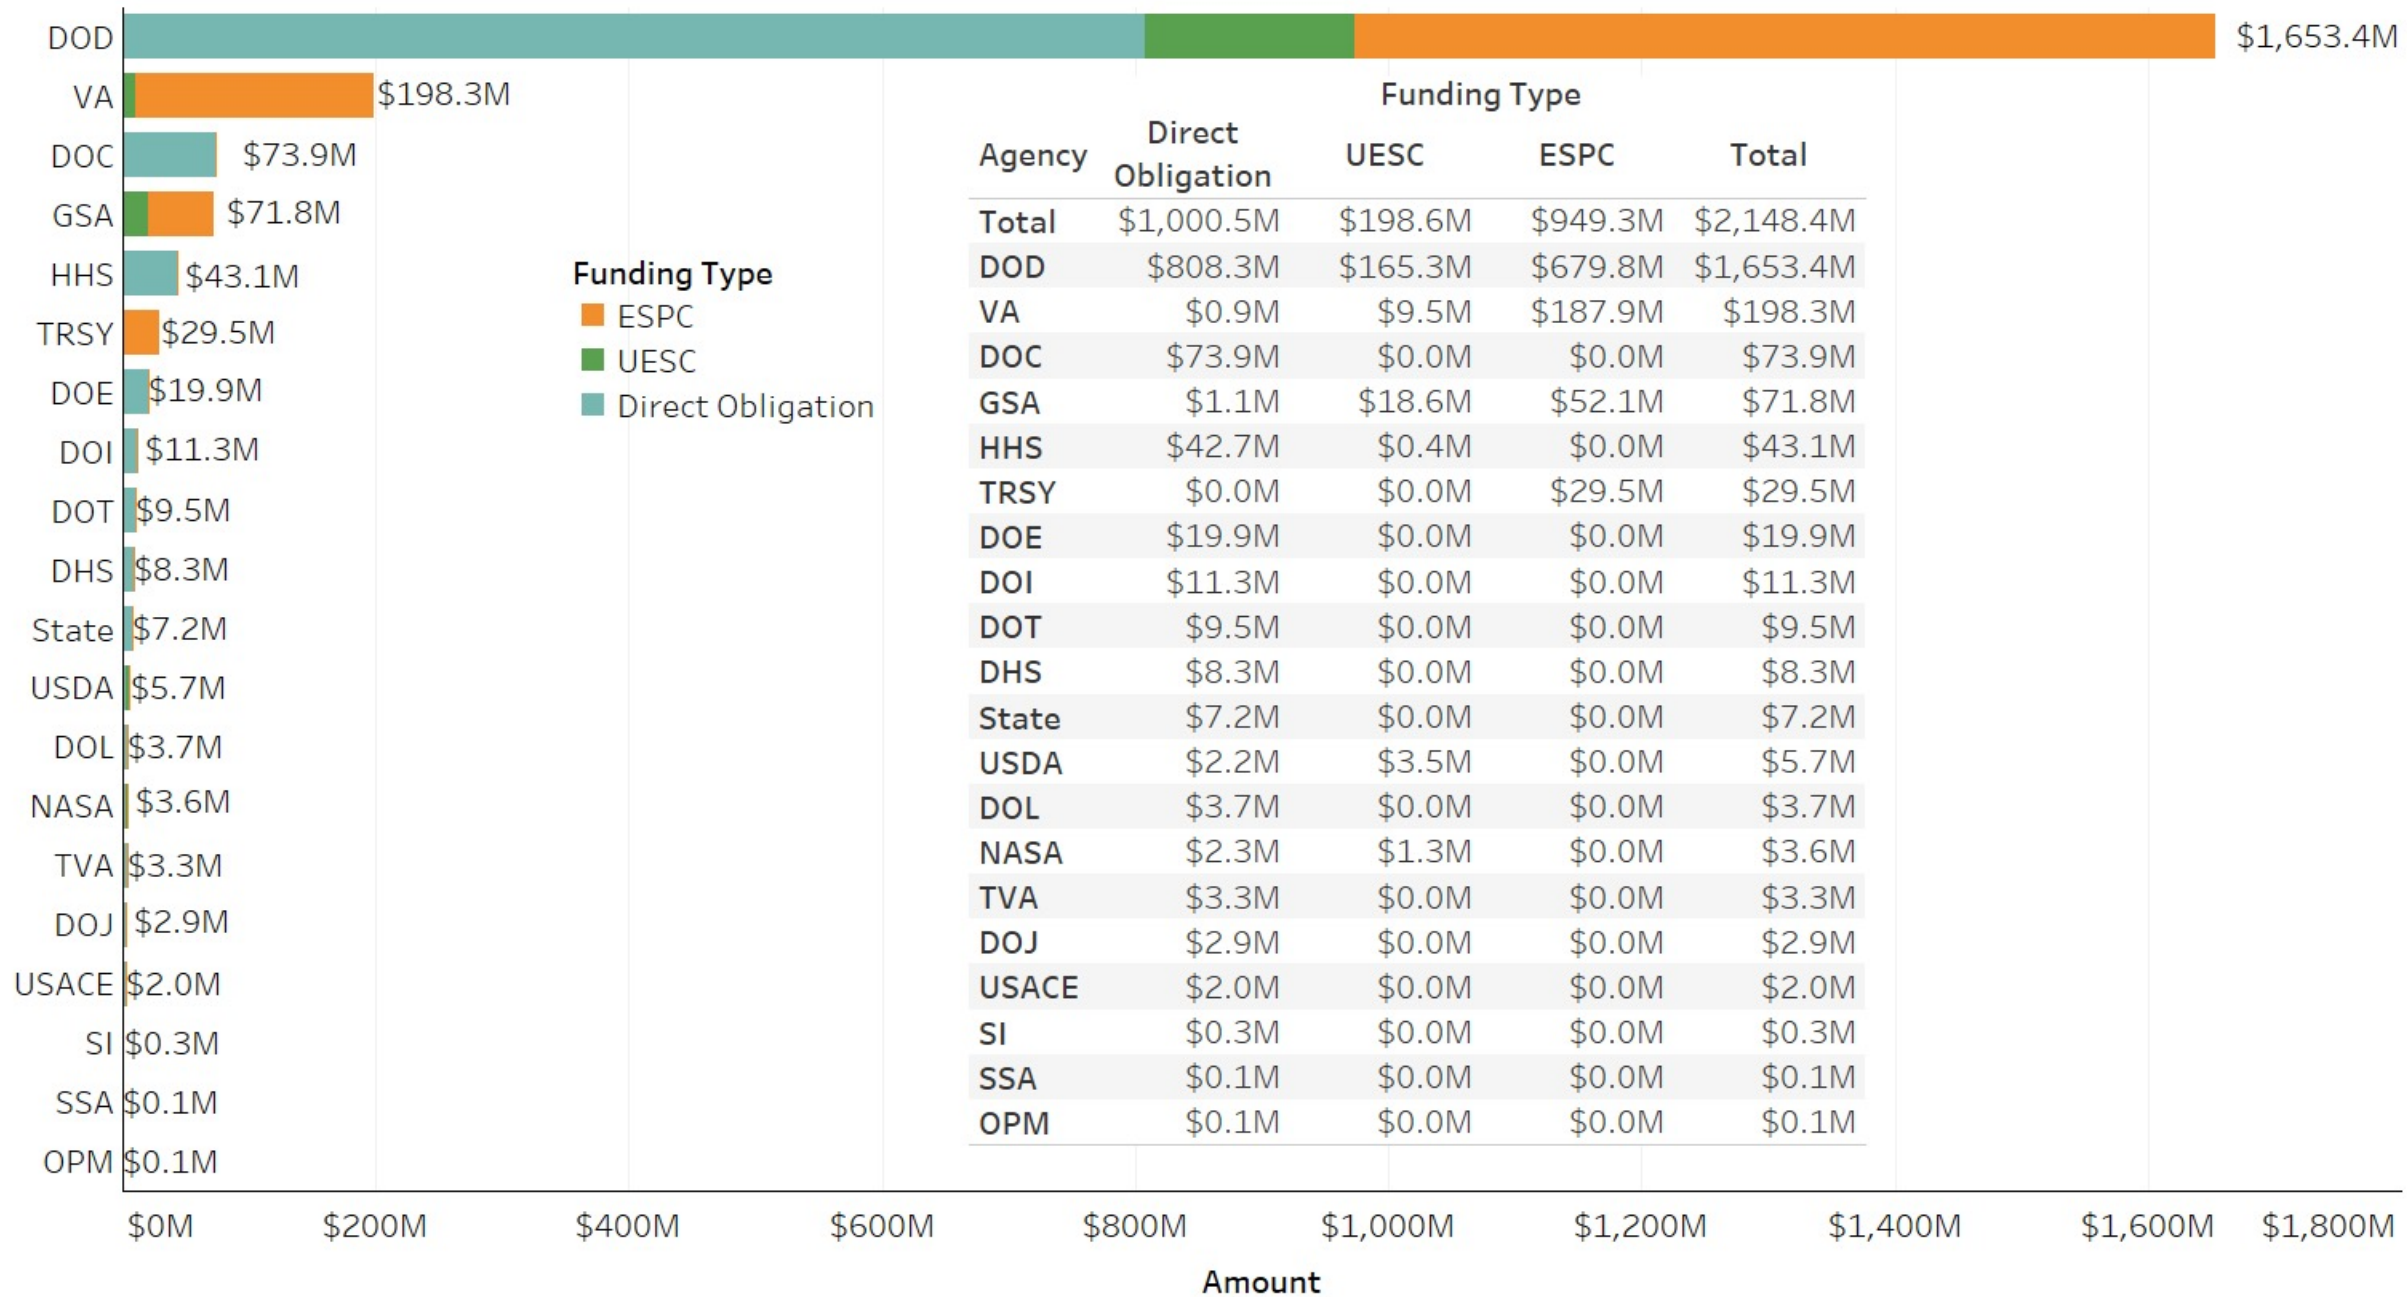 DOD $1,653.4M
VA $198.3M
DOC $73.9M
GSA $71.8M
HHS $43.1M
TRSY $29.5M
DOE $19.9M
DOI $11.3M
DOT $9.5M
DHS $8.3M
State $7.2M
USDA $5.7M
DOL $3.7M
NASA $3.6M
TVA $3.3M
DOJ $2.9M
USACE $2.0M
SI $0.3M
SSA $0.1M
OPM $0.1M
Funding Type
ESPC
UESC
Direct Obligation
Funding Type
Agency Direct Obligation UESC ESPC Total
Total $1,000.5M $198.6M $949.3M $2,148.4M
DOD $808.3M $165.3M $679.8M $1,653.4M
VA $0.9M $9.5M $187.9M $198.3M
DOC $73.9M $0.0M $0.0M $73.9M
GSA $1.1M $18.6M $52.1M $71.8M
HHS $42.7M $0.4M $0.0M $43.1M
TRSY $0.0M $0.0M $29.5M $29.5M
DOE $19.9M $0.0M $0.0M $19.9M
DOI $11.3M $0.0M $0.0M $11.3M
DOT $9.5M $0.0M $0.0M $9.5M
DHS $8.3M $0.0M $0.0M $8.3M
State $7.2M $0.0M $0.0M $7.2M
USDA $2.2M $3.5M $0.0M $5.7M
DOL $3.7M $0.0M $0.0M $3.7M
NASA $2.3M $1.3M $0.0M $3.6M
TVA $3.3M $0.0M $0.0M $3.3M
DOJ $2.9M $0.0M $0.0M $2.9M
USACE $2.0M $0.0M $0.0M $2.0M
SI $0.3M $0.0M $0.0M $0.3M
SSA $0.1M $0.0M $0.0M $0.1M
OPM $0.1M $0.0M $0.0M $0.1M
$0M $200M $400M $600M $800M $1,000M $1,200M $1,400M $1,600M $1,800M
Amount